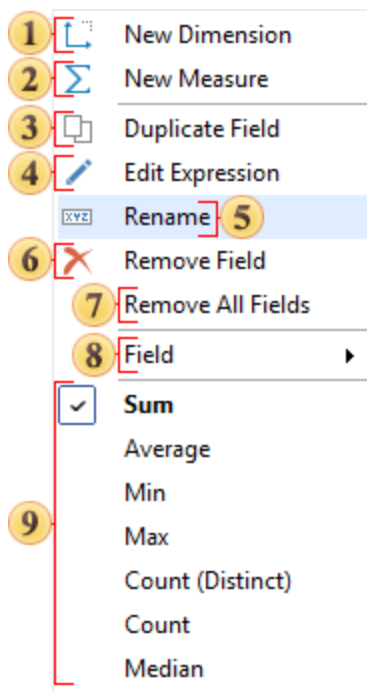 1 New Dimension
2 New Measure
3 Duplicate Field
4 Edit Expression
XYZ Rename 5
6 Remove Field
7 Remove All Fields
8 Field
Sum
Average
Min
9 Max
Count (Distinct)
Count
Median